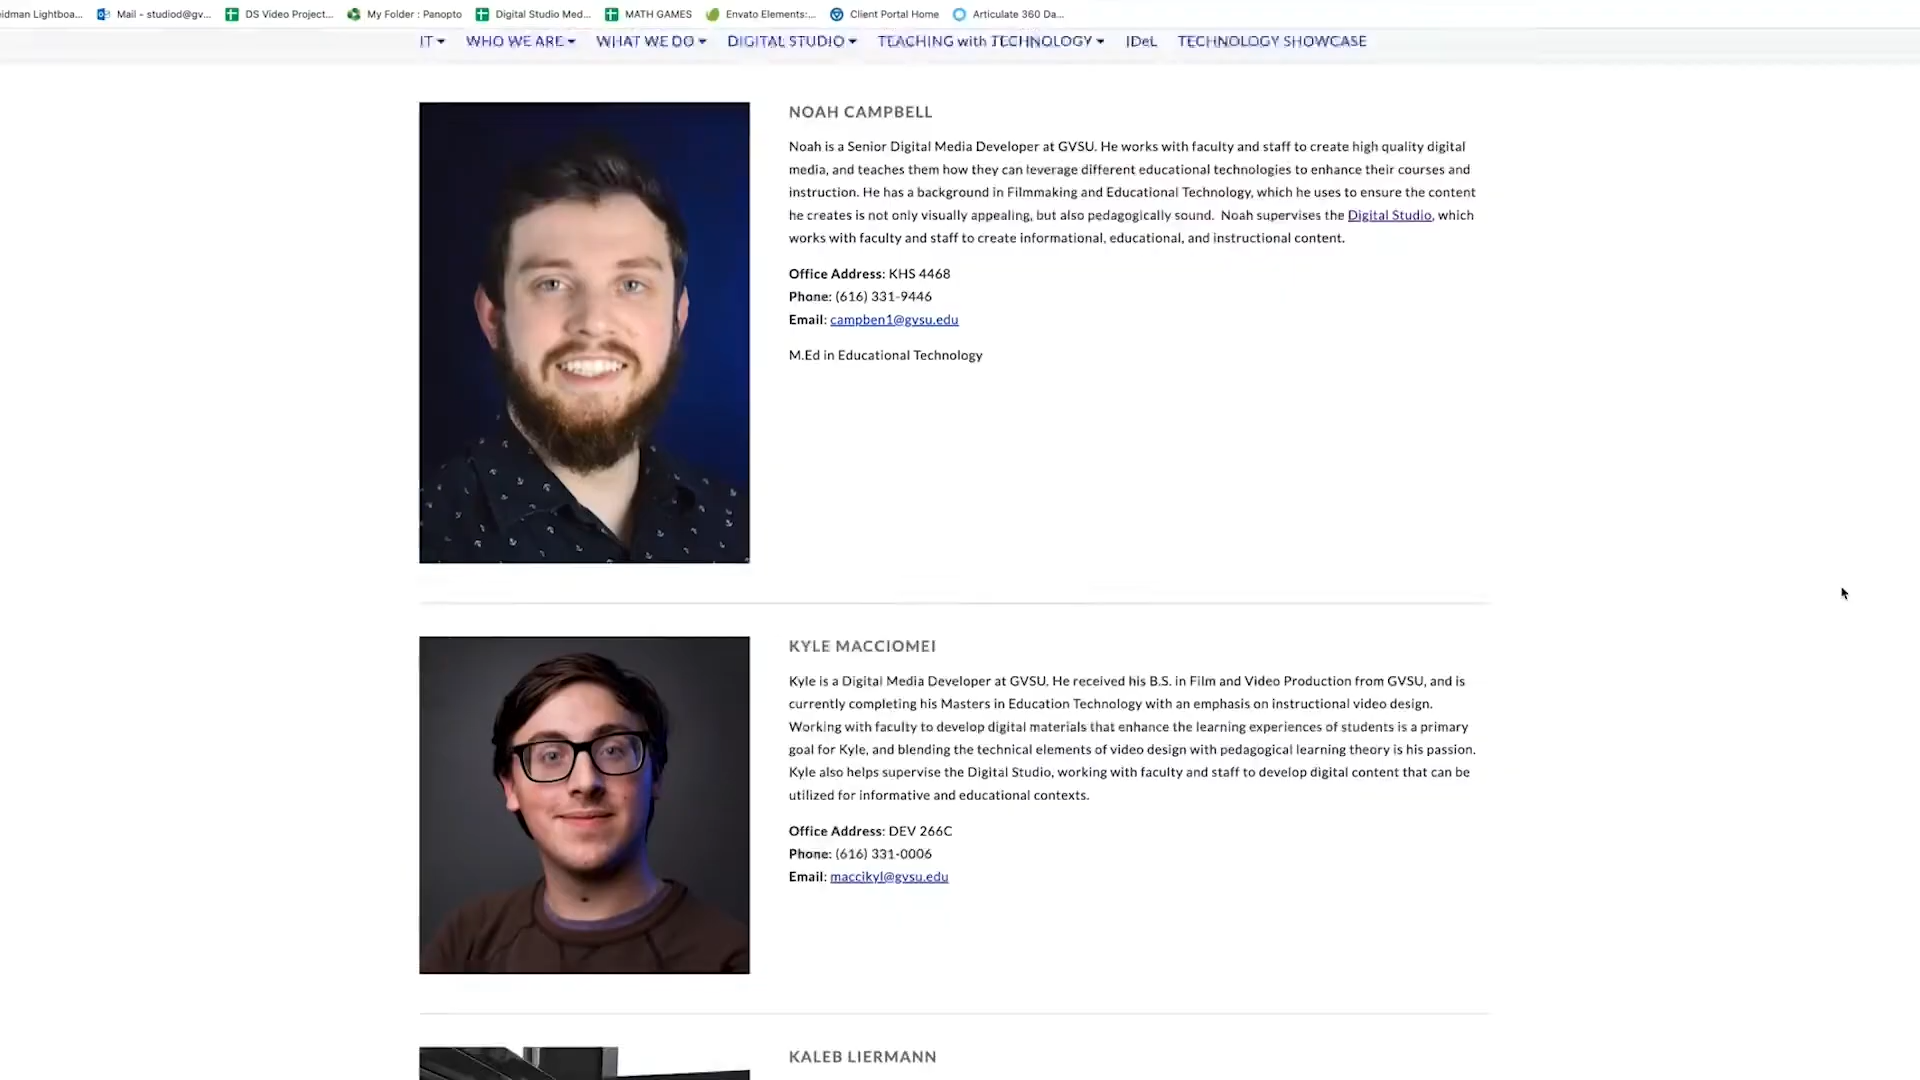 eidman Lightboa... Mail - studiod@gv... DS Video Project... My Folder : Panopto Digital Studio Med... MATH GAMES Envato Elements:... Client Portal Home Articulate 360 Da...
IT WHO WE ARE WHAT WE DO DIGITAL STUDIO TEACHING with TECHNOLOGY IDeL TECHNOLOGY SHOWCASE
NOAH CAMPBELL
Noah is a Senior Digital Media Developer at GVSU. He works with faculty and staff to create high quality digital
media, and teaches them how they can leverage different educational technologies to enhance their courses and
instruction. He has a background in Filmmaking and Educational Technology, which he uses to ensure the content
he creates is not only visually appealing, but also pedagogically sound. Noah supervises the Digital Studio, which
works with faculty and staff to create informational, educational, and instructional content.
Office Address: KHS 4468
Phone: (616) 331-9446
Email: campben1@gvsu.edu
M.Ed in Educational Technology
KYLE MACCIOMEI
Kyle is a Digital Media Developer at GVSU. He received his B.S. in Film and Video Production from GVSU, and is
currently completing his Masters in Education Technology with an emphasis on instructional video design.
Working with faculty to develop digital materials that enhance the learning experiences of students is a primary
goal for Kyle, and blending the technical elements of video design with pedagogical learning theory is his passion.
Kyle also helps supervise the Digital Studio, working with faculty and staff to develop digital content that can be
utilized for informative and educational contexts.
Office Address: DEV 266C
Phone: (616) 331-0006
Email: maccikyl@gvsu.edu
KALEB LIERMANN